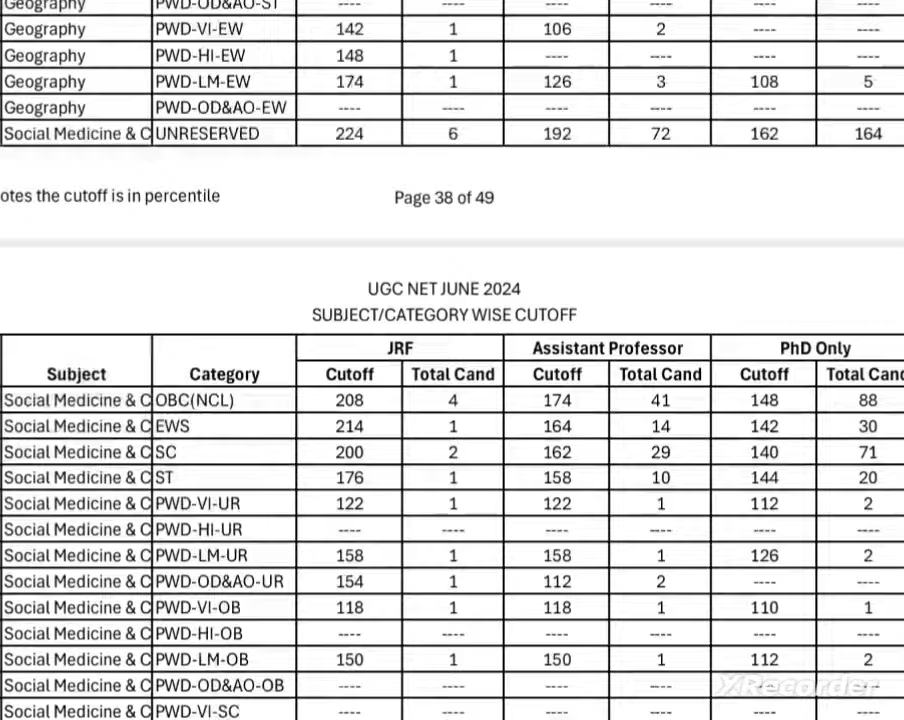 Geography PWD-OD&AO-ST ---- ---- ---- ---- ---- ----
Geography PWD-VI-EW 142 1 106 2 ---- ----
Geography PWD-HI-EW 148 1 ---- ---- ---- ----
Geography PWD-LM-EW 174 1 126 3 108 5
Geography PWD-OD&AO-EW ---- ---- ---- ---- ---- ----
Social Medicine & C UNRESERVED 224 6 192 72 162 164
otes the cutoff is in percentile Page 38 of 49
UGC NET JUNE 2024
SUBJECT/CATEGORY WISE CUTOFF
JRF Assistant Professor PhD Only
Subject Category Cutoff Total Cand Cutoff Total Cand Cutoff Total Cand
Social Medicine & C OBC(NCL) 208 4 174 41 148 88
Social Medicine & C EWS 214 1 164 14 142 30
Social Medicine & C SC 200 2 162 29 140 71
Social Medicine & C ST 176 1 158 10 144 20
Social Medicine & C PWD-VI-UR 122 1 122 1 112 2
Social Medicine & C PWD-HI-UR ---- ---- ---- ---- ---- ----
Social Medicine & C PWD-LM-UR 158 1 158 1 126 2
Social Medicine & C PWD-OD&AO-UR 154 1 112 2 ---- ----
Social Medicine & C PWD-VI-OB 118 1 118 1 110 1
Social Medicine & C PWD-HI-OB ---- ---- ---- ---- ---- ----
Social Medicine & C PWD-LM-OB 150 1 150 1 112 2
Social Medicine & C PWD-OD&AO-OB ---- ---- ---- ---- ---- ----
XRecorder
Social Medicine & C PWD-VI-SC ---- ---- ---- ---- ---- ----